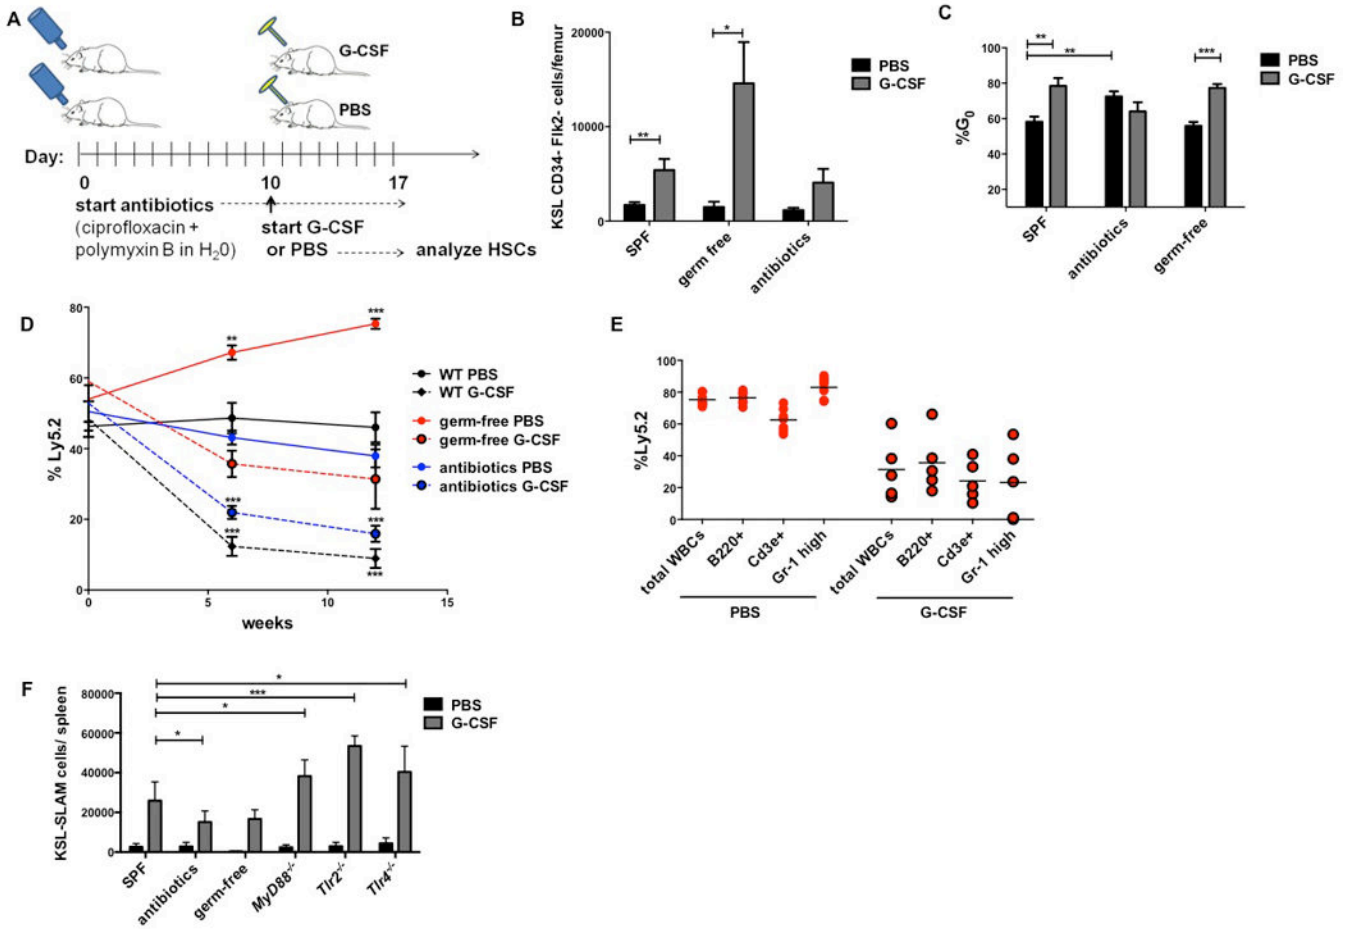 A
G-CSF
PBS
Day:
0 10 17
start antibiotics
(ciprofloxacin +
polymyxin B in H20)
start G-CSF
or PBS
analyze HSCs
B
KSL CD34- Flk2- cells/femur
20000
10000
0
**
*
SPF
germ free
antibiotics
PBS
G-CSF
C
%G0
100
80
60
40
20
**
**
***
SPF
antibiotics
germ-free
PBS
G-CSF
D
% Ly5.2
80
60
40
20
0
0 5 10 15
weeks
**
***
***
***
***
***
WT PBS
WT G-CSF
germ-free PBS
germ-free G-CSF
antibiotics PBS
antibiotics G-CSF
E
%Ly5.2
100
80
60
40
20
0
total WBCs
B220+
Cd3e+
Gr-1 high
total WBCs
B220+
Cd3e+
Gr-1 high
PBS
G-CSF
F
KSL-SLAM cells/ spleen
80000
60000
40000
20000
0
*
***
*
*
SPF
antibiotics
germ-free
MyD88-/-
Tlr2-/-
Tlr4-/-
PBS
G-CSF